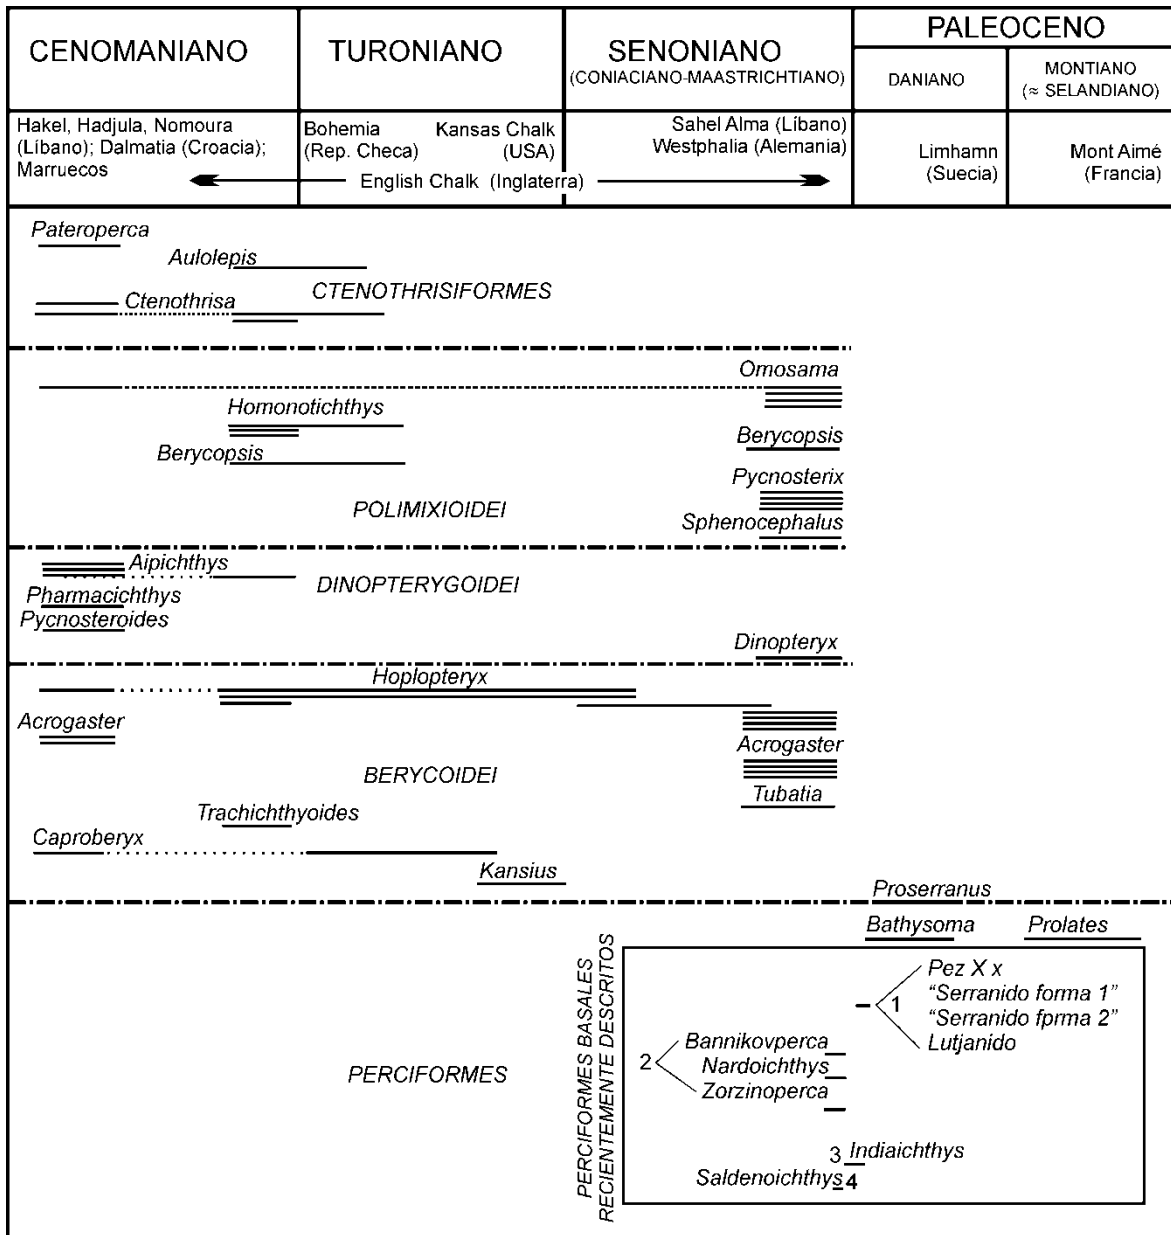 CENOMANIANO
TURONIANO
SENONIANO
(CONIACIANO-MAASTRICHTIANO)
PALEOCENO
DANIANO
MONTIANO
(≈ SELANDIANO)
Hakel, Hadjula, Nomoura
(Líbano); Dalmatia (Croacia);
Marruecos
Bohemia
(Rep. Checa)
Kansas Chalk
(USA)
Sahel Alma (Líbano)
Westphalia (Alemania)
English Chalk (Inglaterra)
Limhamn
(Suecia)
Mont Aimé
(Francia)
Pateroperca
Aulolepis
Ctenothrisa
CTENOTHRISIFORMES
Omosama
Homonotichthys
Berycopsis
Berycopsis
Pycnosterix
POLIMIXIOIDEI
Sphenocephalus
Aipichthys
DINOPTERYGOIDEI
Pharmacichthys
Pycnosteroides
Dinopteryx
Hoplopteryx
Acrogaster
Acrogaster
BERYCOIDEI
Tubatia
Trachichthyoides
Caproberyx
Kansius
Proserranus
Bathysoma
Prolates
PERCIFORMES BASALES
RECIENTEMENTE DESCRITOS
Pez X x
"Serranido forma 1"
1
"Serranido fprma 2"
Lutjanido
Bannikovperca
2
Nardoichthys
Zorzinoperca
PERCIFORMES
3 Indiaichthys
Saldenoichthys 4